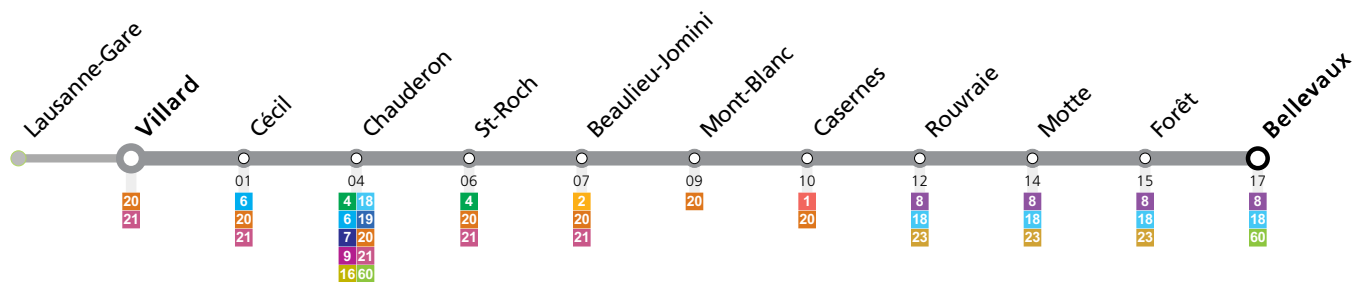 Lausanne-Gare
Villard
Cécil
Chauderon
St-Roch
Beaulieu-Jomini
Mont-Blanc
Casernes
Rouvraie
Motte
Forêt
Bellevaux
01 04 06 07 09 10 12 14 15 17
20 6 4 18 4 2 20 1 8 8 8 8
21 20 6 19 20 20 20 18 18 18 18
21 7 20 21 21 23 23 23 60
9 21
16 60